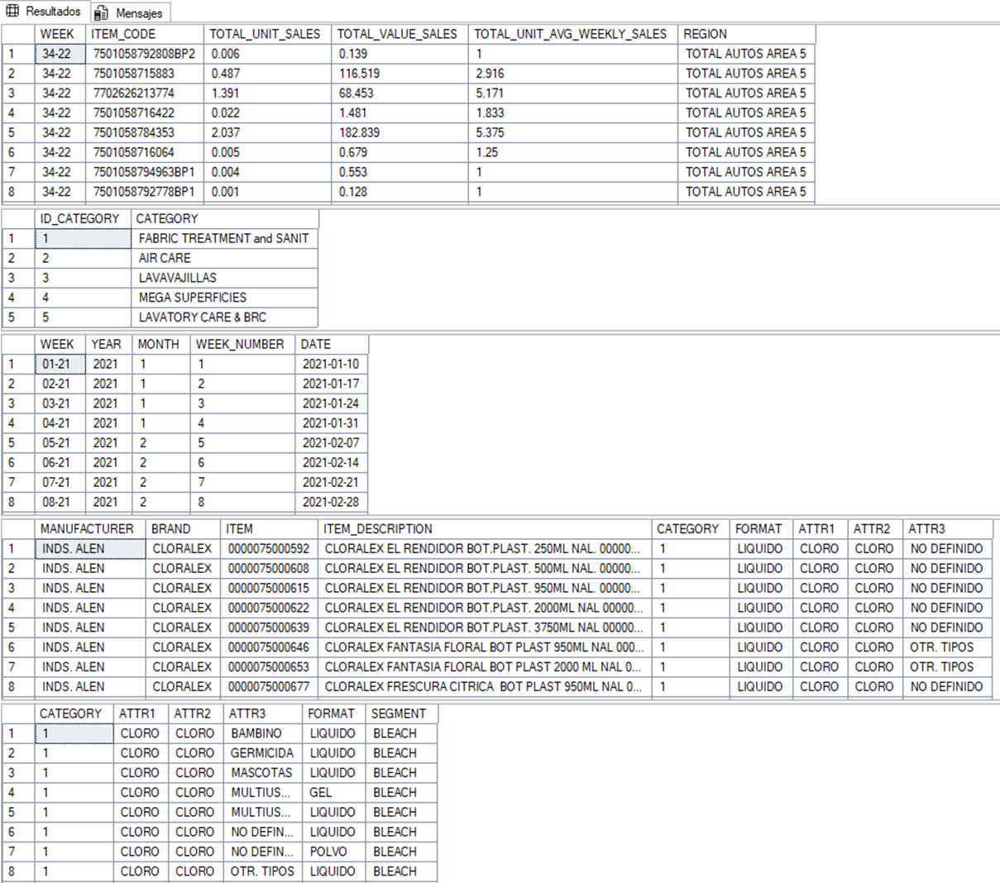 Resultados Mensajes
WEEK ITEM_CODE TOTAL_UNIT_SALES TOTAL_VALUE_SALES TOTAL_UNIT_AVG_WEEKLY_SALES REGION
1 34-22 7501058792808BP2 0.006 0.139 1 TOTAL AUTOS AREA 5
2 34-22 7501058715883 0.487 116.519 2.916 TOTAL AUTOS AREA 5
3 34-22 7702626213774 1.391 68.453 5.171 TOTAL AUTOS AREA 5
4 34-22 7501058716422 0.022 1.481 1.833 TOTAL AUTOS AREA 5
5 34-22 7501058784353 2.037 182.839 5.375 TOTAL AUTOS AREA 5
6 34-22 7501058716064 0.005 0.679 1.25 TOTAL AUTOS AREA 5
7 34-22 7501058794963BP1 0.004 0.553 1 TOTAL AUTOS AREA 5
8 34-22 7501058792778BP1 0.001 0.128 1 TOTAL AUTOS AREA 5
ID_CATEGORY CATEGORY
1 1 FABRIC TREATMENT and SANIT
2 2 AIR CARE
3 3 LAVAVAJILLAS
4 4 MEGA SUPERFICIES
5 5 LAVATORY CARE & BRC
WEEK YEAR MONTH WEEK_NUMBER DATE
1 01-21 2021 1 1 2021-01-10
2 02-21 2021 1 2 2021-01-17
3 03-21 2021 1 3 2021-01-24
4 04-21 2021 1 4 2021-01-31
5 05-21 2021 2 5 2021-02-07
6 06-21 2021 2 6 2021-02-14
7 07-21 2021 2 7 2021-02-21
8 08-21 2021 2 8 2021-02-28
MANUFACTURER BRAND ITEM ITEM_DESCRIPTION CATEGORY FORMAT ATTR1 ATTR2 ATTR3
1 INDS. ALEN CLORALEX 0000075000592 CLORALEX EL RENDIDOR BOT.PLAST. 250ML NAL. 00000... 1 LIQUIDO CLORO CLORO NO DEFINIDO
2 INDS. ALEN CLORALEX 0000075000608 CLORALEX EL RENDIDOR BOT.PLAST. 500ML NAL. 00000... 1 LIQUIDO CLORO CLORO NO DEFINIDO
3 INDS. ALEN CLORALEX 0000075000615 CLORALEX EL RENDIDOR BOT.PLAST. 950ML NAL. 00000... 1 LIQUIDO CLORO CLORO NO DEFINIDO
4 INDS. ALEN CLORALEX 0000075000622 CLORALEX EL RENDIDOR BOT.PLAST. 2000ML NAL 00000... 1 LIQUIDO CLORO CLORO NO DEFINIDO
5 INDS. ALEN CLORALEX 0000075000639 CLORALEX EL RENDIDOR BOT.PLAST. 3750ML NAL 00000... 1 LIQUIDO CLORO CLORO NO DEFINIDO
6 INDS. ALEN CLORALEX 0000075000646 CLORALEX FANTASIA FLORAL BOT PLAST 950ML NAL 000... 1 LIQUIDO CLORO CLORO OTR. TIPOS
7 INDS. ALEN CLORALEX 0000075000653 CLORALEX FANTASIA FLORAL BOT PLAST 2000 ML NAL 0... 1 LIQUIDO CLORO CLORO OTR. TIPOS
8 INDS. ALEN CLORALEX 0000075000677 CLORALEX FRESCURA CITRICA BOT PLAST 950ML NAL 0... 1 LIQUIDO CLORO CLORO NO DEFINIDO
CATEGORY ATTR1 ATTR2 ATTR3 FORMAT SEGMENT
1 1 CLORO CLORO BAMBINO LIQUIDO BLEACH
2 1 CLORO CLORO GERMICIDA LIQUIDO BLEACH
3 1 CLORO CLORO MASCOTAS LIQUIDO BLEACH
4 1 CLORO CLORO MULTIUS... GEL BLEACH
5 1 CLORO CLORO MULTIUS... LIQUIDO BLEACH
6 1 CLORO CLORO NO DEFIN... LIQUIDO BLEACH
7 1 CLORO CLORO NO DEFIN... POLVO BLEACH
8 1 CLORO CLORO OTR. TIPOS LIQUIDO BLEACH